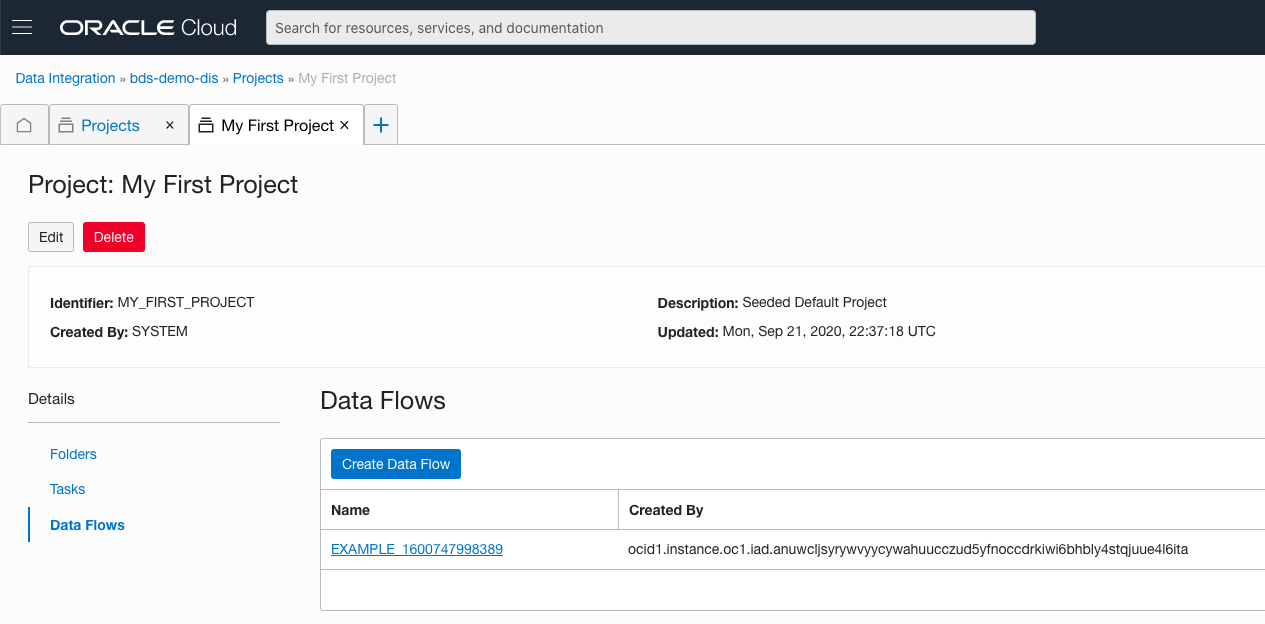 ORACLE Cloud
Search for resources, services, and documentation
Data Integration » bds-demo-dis » Projects » My First Project
Projects × My First Project × +
Project: My First Project
Edit Delete
Identifier: MY_FIRST_PROJECT Description: Seeded Default Project
Created By: SYSTEM Updated: Mon, Sep 21, 2020, 22:37:18 UTC
Details
Folders
Tasks
Data Flows
Data Flows
Create Data Flow
Name Created By
EXAMPLE_1600747998389 ocid1.instance.oc1.iad.anuwcljsyrywvyycywahuucczud5yfnoccdrkiwi6bhbly4stqjuue4l6ita